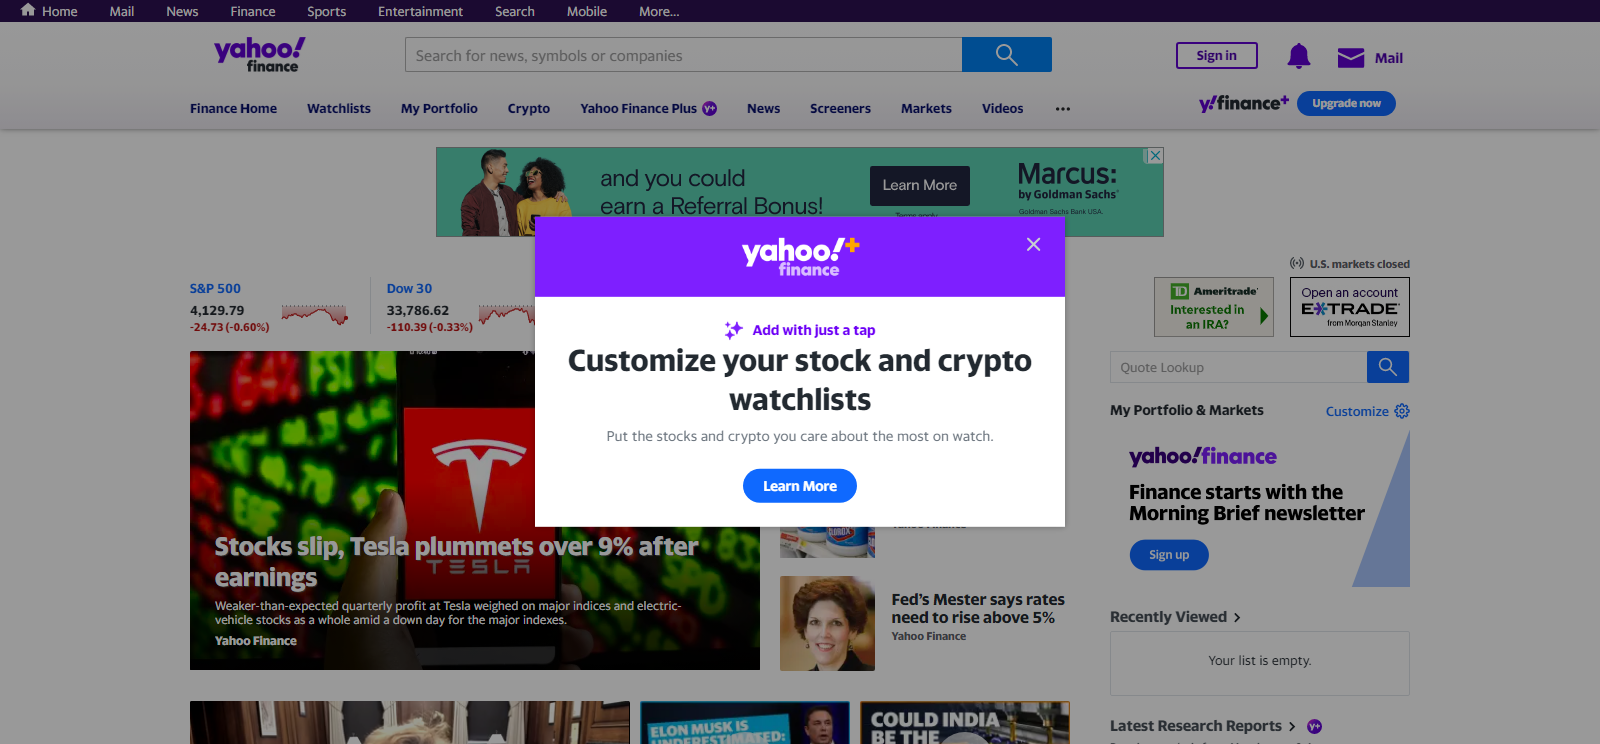 Home Mail News Finance Sports Entertainment Search Mobile More...
yahoo!
finance
Search for news, symbols or companies
Sign in
Mail
Finance Home Watchlists My Portfolio Crypto Yahoo Finance Plus y+ News Screeners Markets Videos ...
y!finance+ Upgrade now
and you could
earn a Referral Bonus!
Learn More
Marcus:
by Goldman Sachs®
Goldman Sachs Bank USA.
yahoo!+
finance
Add with just a tap
Customize your stock and crypto
watchlists
Put the stocks and crypto you care about the most on watch.
Learn More
U.S. markets closed
S&P 500
4,129.79
-24.73 (-0.60%)
Dow 30
33,786.62
-110.39 (-0.33%)
TD Ameritrade
Interested in
an IRA?
Open an account
E*TRADE
from Morgan Stanley
TESLA
Stocks slip, Tesla plummets over 9% after
earnings
Weaker-than-expected quarterly profit at Tesla weighed on major indices and electric-
vehicle stocks as a whole amid a down day for the major indexes.
Yahoo Finance
CLOROX
Fed's Mester says rates
need to rise above 5%
Yahoo Finance
Quote Lookup
My Portfolio & Markets
Customize
yahoo!finance
Finance starts with the
Morning Brief newsletter
Sign up
Recently Viewed
Your list is empty.
Latest Research Reports y+
ELON MUSK IS
UNDERESTIMATED:
COULD INDIA
BE THE